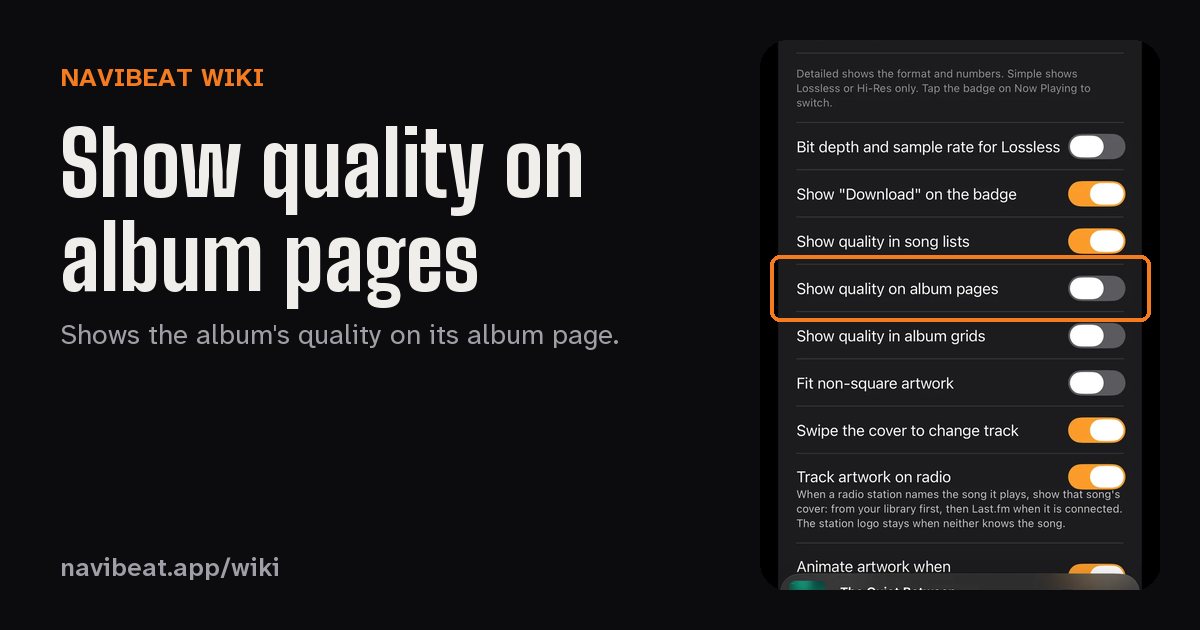 NAVIBEAT WIKI
Show quality on
album pages
Shows the album's quality on its album page.
navibeat.app/wiki
Detailed shows the format and numbers. Simple shows
Lossless or Hi-Res only. Tap the badge on Now Playing to
switch.
Bit depth and sample rate for Lossless
Show "Download" on the badge
Show quality in song lists
Show quality on album pages
Show quality in album grids
Fit non-square artwork
Swipe the cover to change track
Track artwork on radio
When a radio station names the song it plays, show that song's
cover: from your library first, then Last.fm when it is connected.
The station logo stays when neither knows the song.
Animate artwork when
The Quiet Between